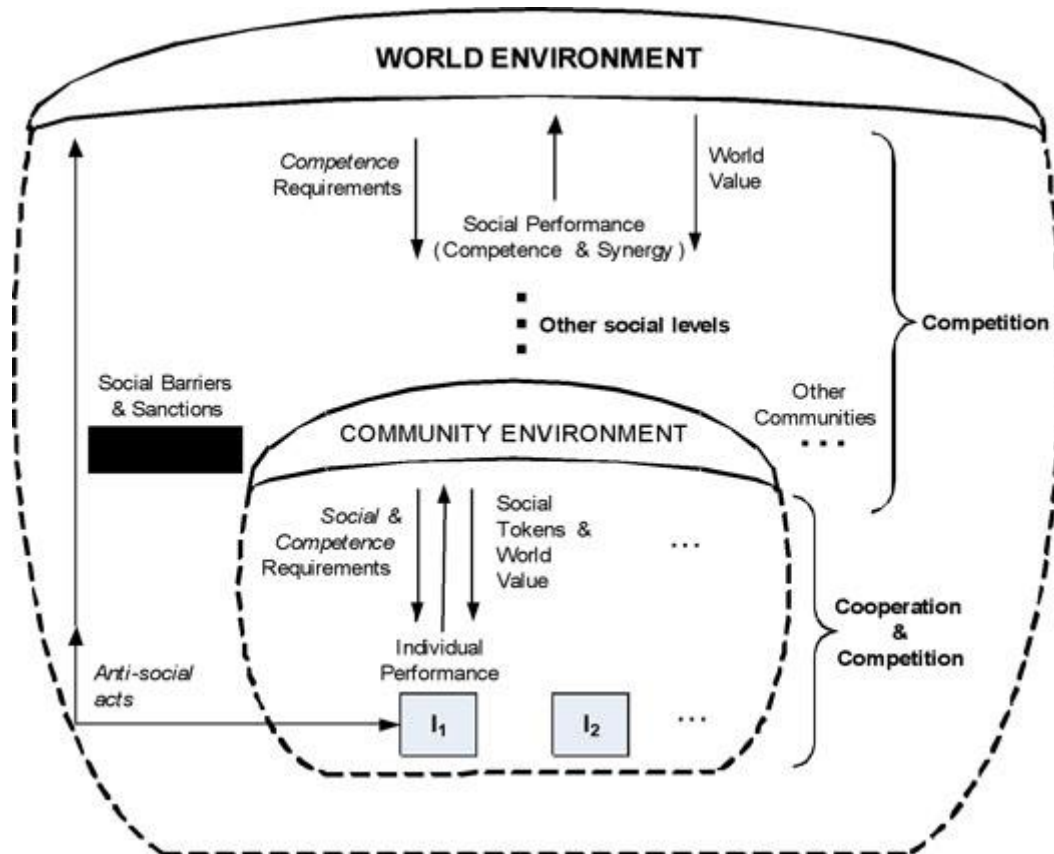 WORLD ENVIRONMENT
Competence
Requirements
World
Value
Social Performance
( Competence & Synergy )
Other social levels
Competition
Social Barriers
& Sanctions
Other
Communities
...
COMMUNITY ENVIRONMENT
Social &
Competence
Requirements
Social
Tokens &
World
Value
...
Cooperation
&
Competition
Individual
Performance
Anti-social
acts
I₁
I₂
...